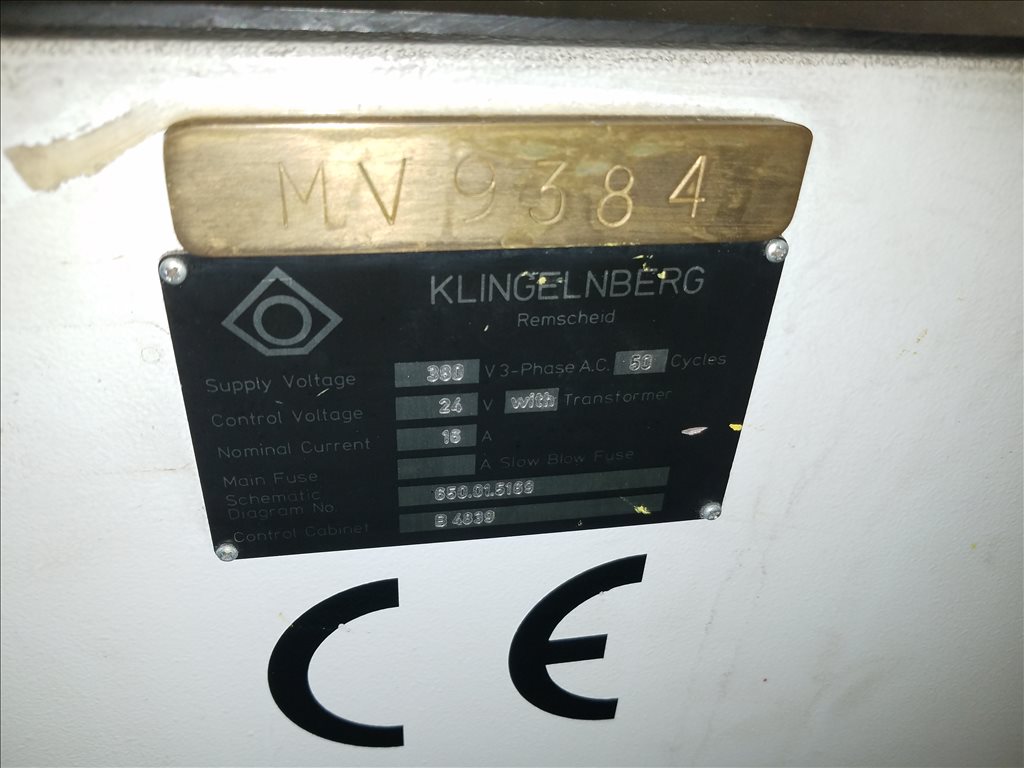 MV 9384
KLINGELNBERG
Remscheid
Supply Voltage 380 V 3-Phase A.C. 50 Cycles
Control Voltage 24 V with Transformer
Nominal Current 16 A
Main Fuse A Slow Blow Fuse
Schematic
Diagram No. 650.01.5169
Control Cabinet B 4839
CE